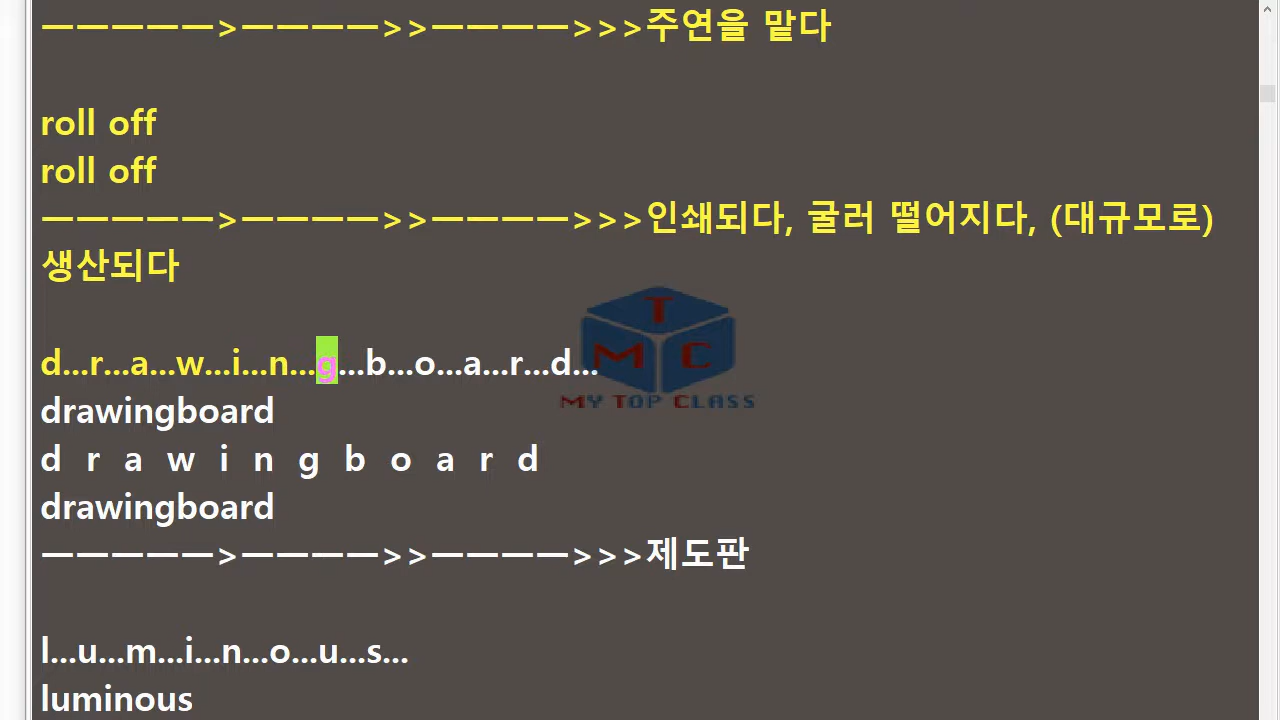 ㅡㅡㅡㅡㅡ>ㅡㅡㅡㅡ>>ㅡㅡㅡㅡ>>>주연을 맡다
roll off
roll off
ㅡㅡㅡㅡㅡ>ㅡㅡㅡㅡ>>ㅡㅡㅡㅡ>>>인쇄되다, 굴러 떨어지다, (대규모로)
생산되다
d...r...a...w...i...n...g...b...o...a...r...d...
drawingboard
d r a w i n g b o a r d
drawingboard
ㅡㅡㅡㅡㅡ>ㅡㅡㅡㅡ>>ㅡㅡㅡㅡ>>>제도판
l...u...m...i...n...o...u...s...
luminous
T
M C
MY TOP CLASS